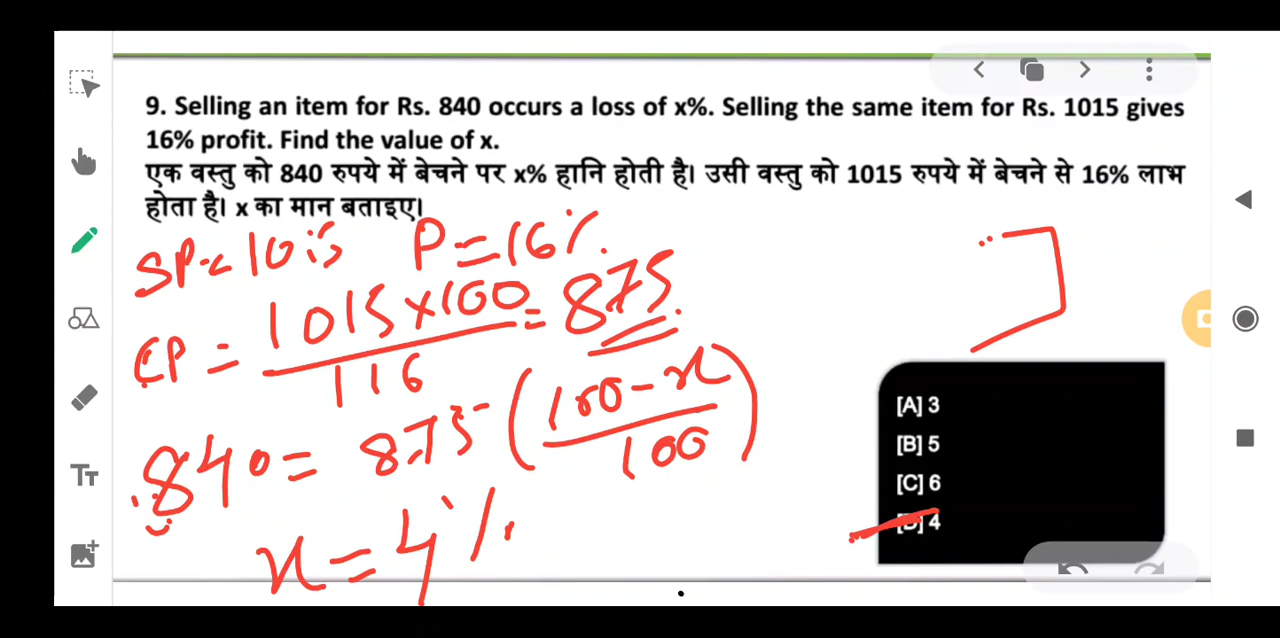 9. Selling an item for Rs. 840 occurs a loss of x%. Selling the same item for Rs. 1015 gives
16% profit. Find the value of x.
एक वस्तु को 840 रुपये में बेचने पर x% हानि होती है। उसी वस्तु को 1015 रुपये में बेचने से 16% लाभ
होता है। x का मान बताइए।
SP = 1015 P = 16%.
CP = 1015 × 100 / 116 = 875
840 = 875 (100 - x / 100)
x = 4%
[A] 3
[B] 5
[C] 6
[D] 4
Tт